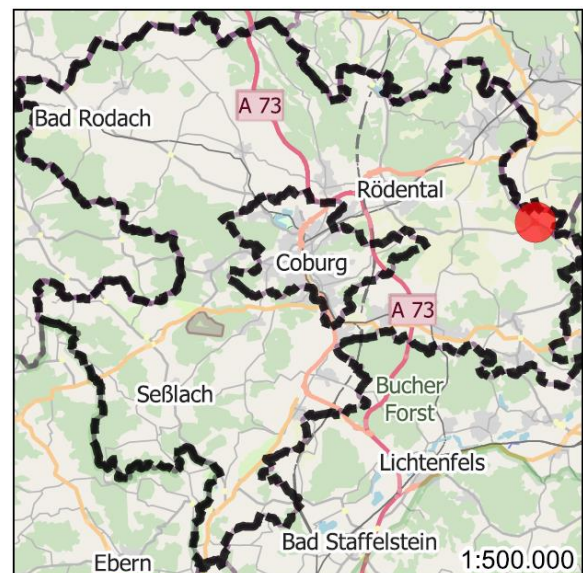 A 73
Bad Rodach
Rödental
Coburg
A 73
Seßlach
Bucher
Forst
Lichtenfels
Bad Staffelstein
Ebern
1:500.000